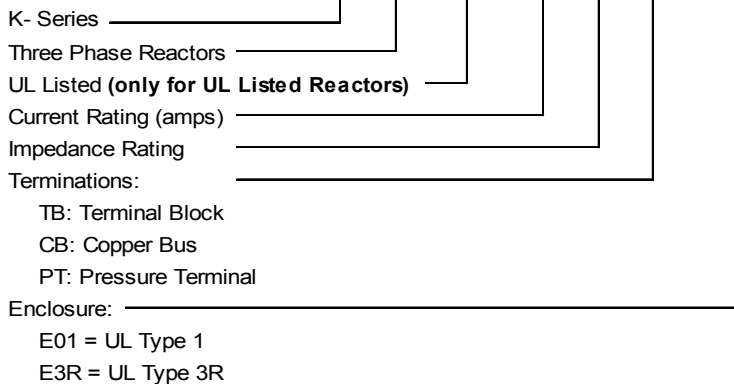 K- Series
Three Phase Reactors
UL Listed (only for UL Listed Reactors)
Current Rating (amps)
Impedance Rating
Terminations:
TB: Terminal Block
CB: Copper Bus
PT: Pressure Terminal
Enclosure:
E01 = UL Type 1
E3R = UL Type 3R